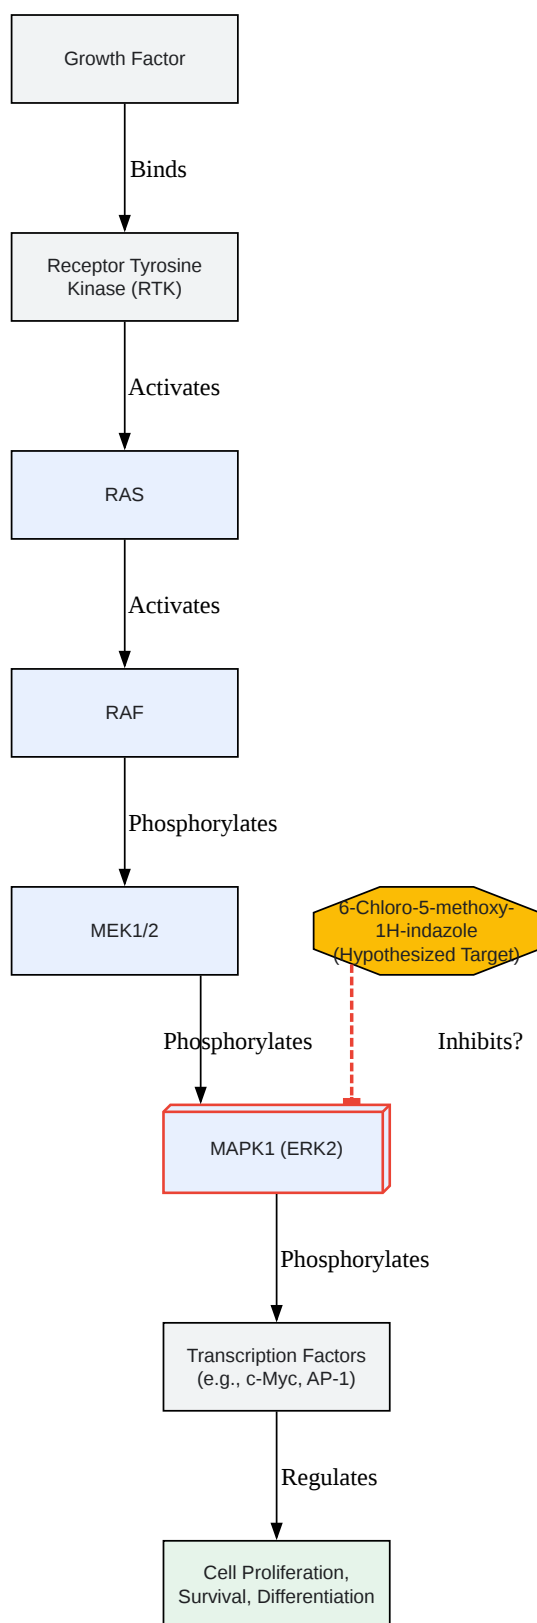 Growth Factor
Binds
Receptor Tyrosine
Kinase (RTK)
Activates
RAS
Activates
RAF
Phosphorylates
MEK1/2
6-Chloro-5-methoxy-
1H-indazole
(Hypothesized Target)
Phosphorylates
Inhibits?
MAPK1 (ERK2)
Phosphorylates
Transcription Factors
(e.g., c-Myc, AP-1)
Regulates
Cell Proliferation,
Survival, Differentiation